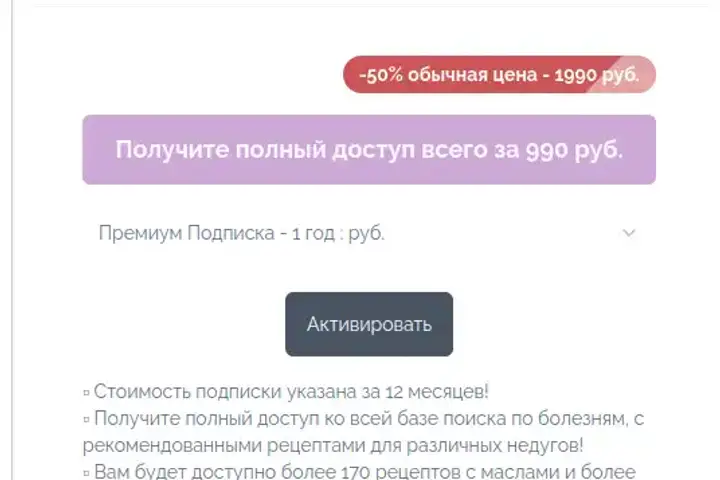 -50% обычная цена - 1990 руб.
Получите полный доступ всего за 990 руб.
Премиум Подписка - 1 год : руб.
Активировать
▫ Стоимость подписки указана за 12 месяцев!
▫ Получите полный доступ ко всей базе поиска по болезням, с
рекомендованными рецептами для различных недугов!
▫ Вам будет доступно более 170 рецептов с маслами и более